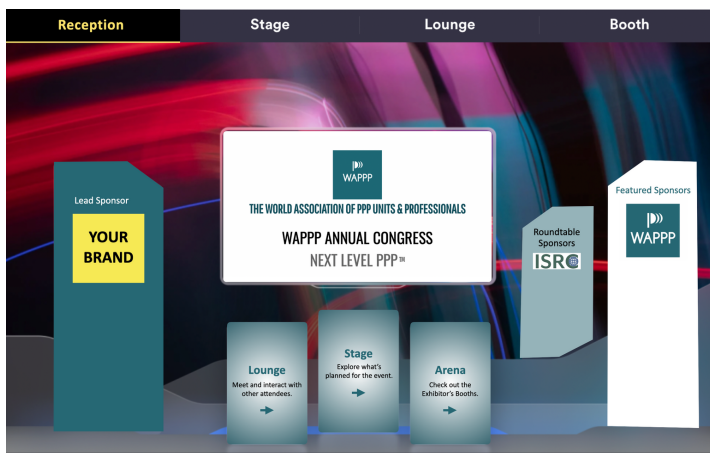 Reception
Stage
Lounge
Booth
WAPPP
THE WORLD ASSOCIATION OF PPP UNITS & PROFESSIONALS
WAPPP ANNUAL CONGRESS
NEXT LEVEL PPP™
Lead Sponsor
YOUR
BRAND
Roundtable
Sponsors
ISRC
Featured Sponsors
WAPPP
Lounge
Meet and interact with
other attendees.
Stage
Explore what's
planned for the event.
Arena
Check out the
Exhibitor's Booths.